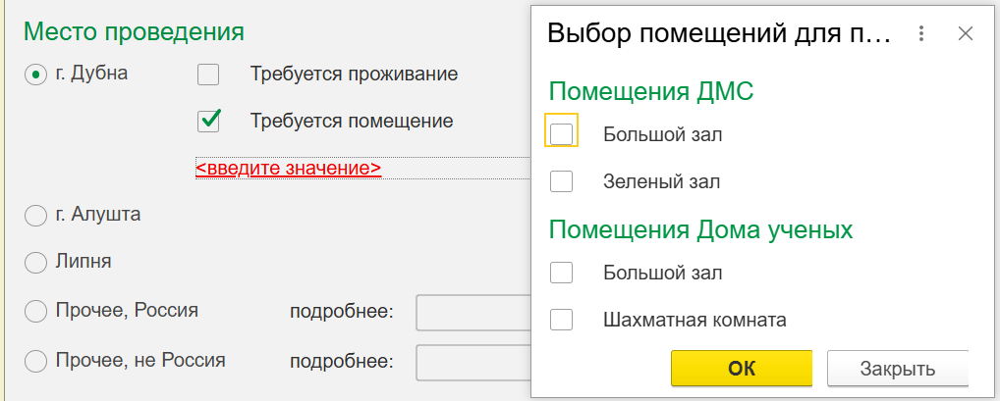 Место проведения
г. Дубна
Требуется проживание
Требуется помещение
<введите значение>
г. Алушта
Липня
Прочее, Россия
подробнее:
Прочее, не Россия
подробнее:
Выбор помещений для п...
Помещения ДМС
Большой зал
Зеленый зал
Помещения Дома ученых
Большой зал
Шахматная комната
ОК
Закрыть